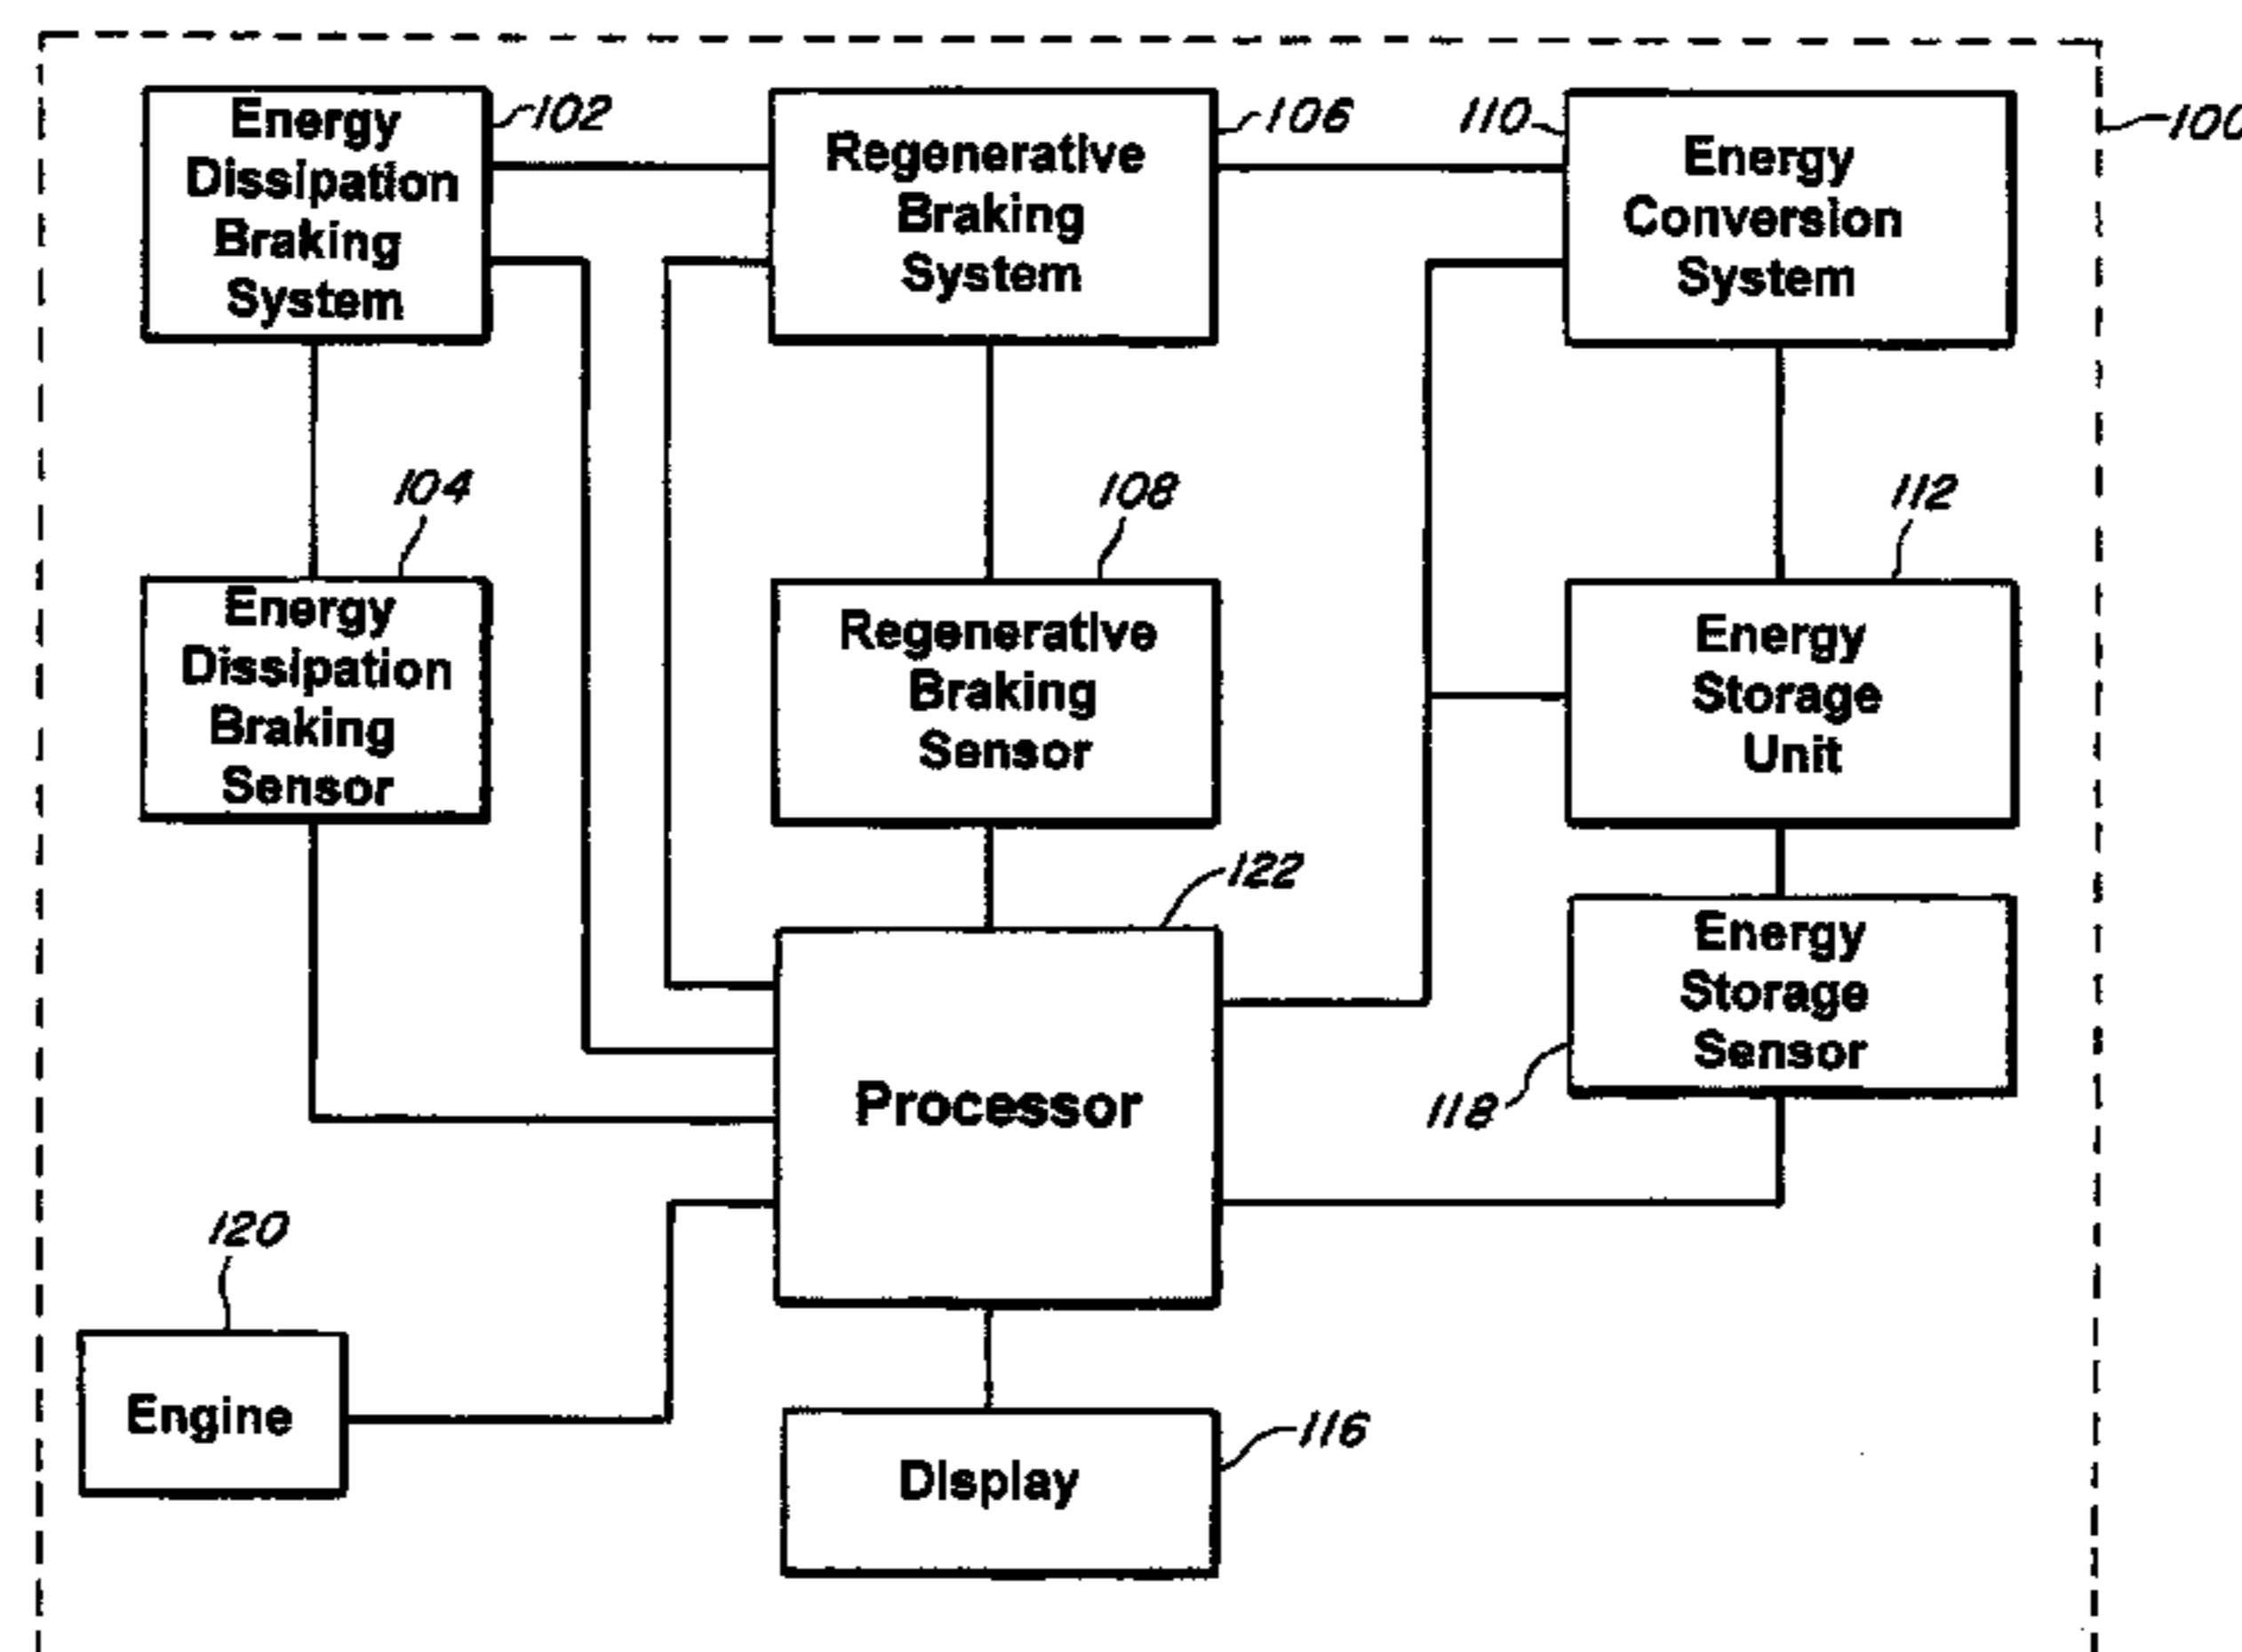 Energy
Dissipation
Braking
System
102
Regenerative
Braking
System
106
110
Energy
Conversion
System
100
104
Energy
Dissipation
Braking
Sensor
108
Regenerative
Braking
Sensor
112
Energy
Storage
Unit
122
Processor
Energy
Storage
Sensor
118
120
Engine
Display
116